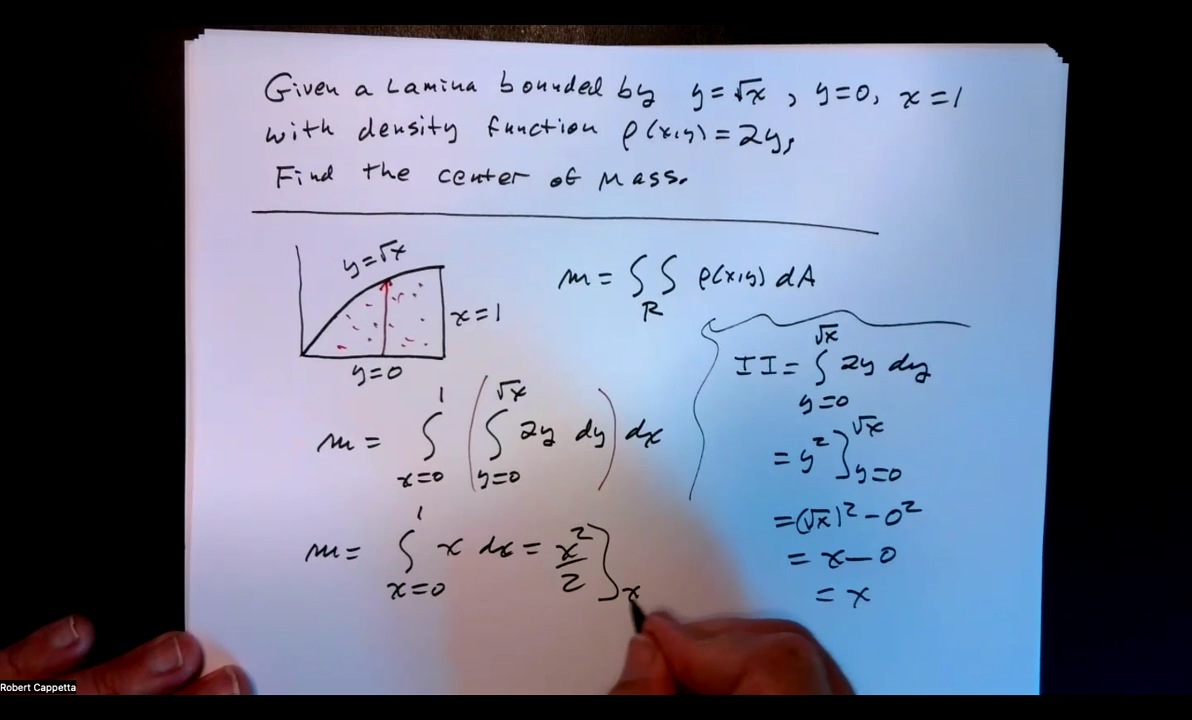 Given a Lamina bounded by y=√x, y=0, x=1
with density function ρ(x,y)=2y,
Find the center of Mass.
y=√x
x=1
y=0
m= ∫∫ ρ(x,y) dA
R
1 √x
m= ∫ (∫ 2y dy) dx
x=0 y=0
1
m= ∫ x dx = x²/2 ]x
x=0
√x
II= ∫ 2y dy
y=0
= y² ]√x y=0
=(√x)²-0²
= x-0
= x
Robert Cappetta